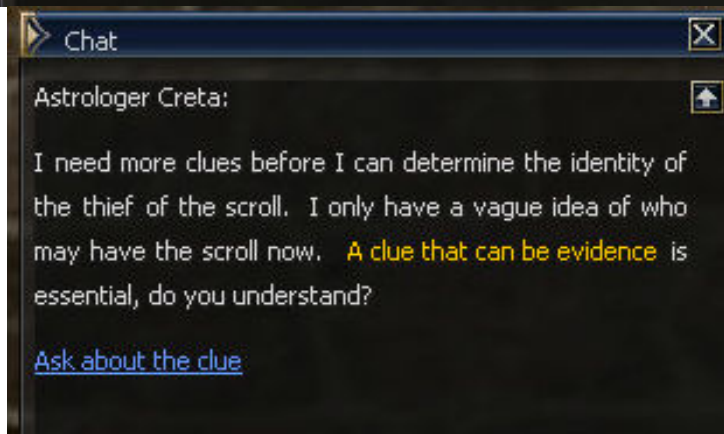 Chat
Astrologer Creta:
I need more clues before I can determine the identity of
the thief of the scroll. I only have a vague idea of who
may have the scroll now. A clue that can be evidence is
essential, do you understand?
Ask about the clue